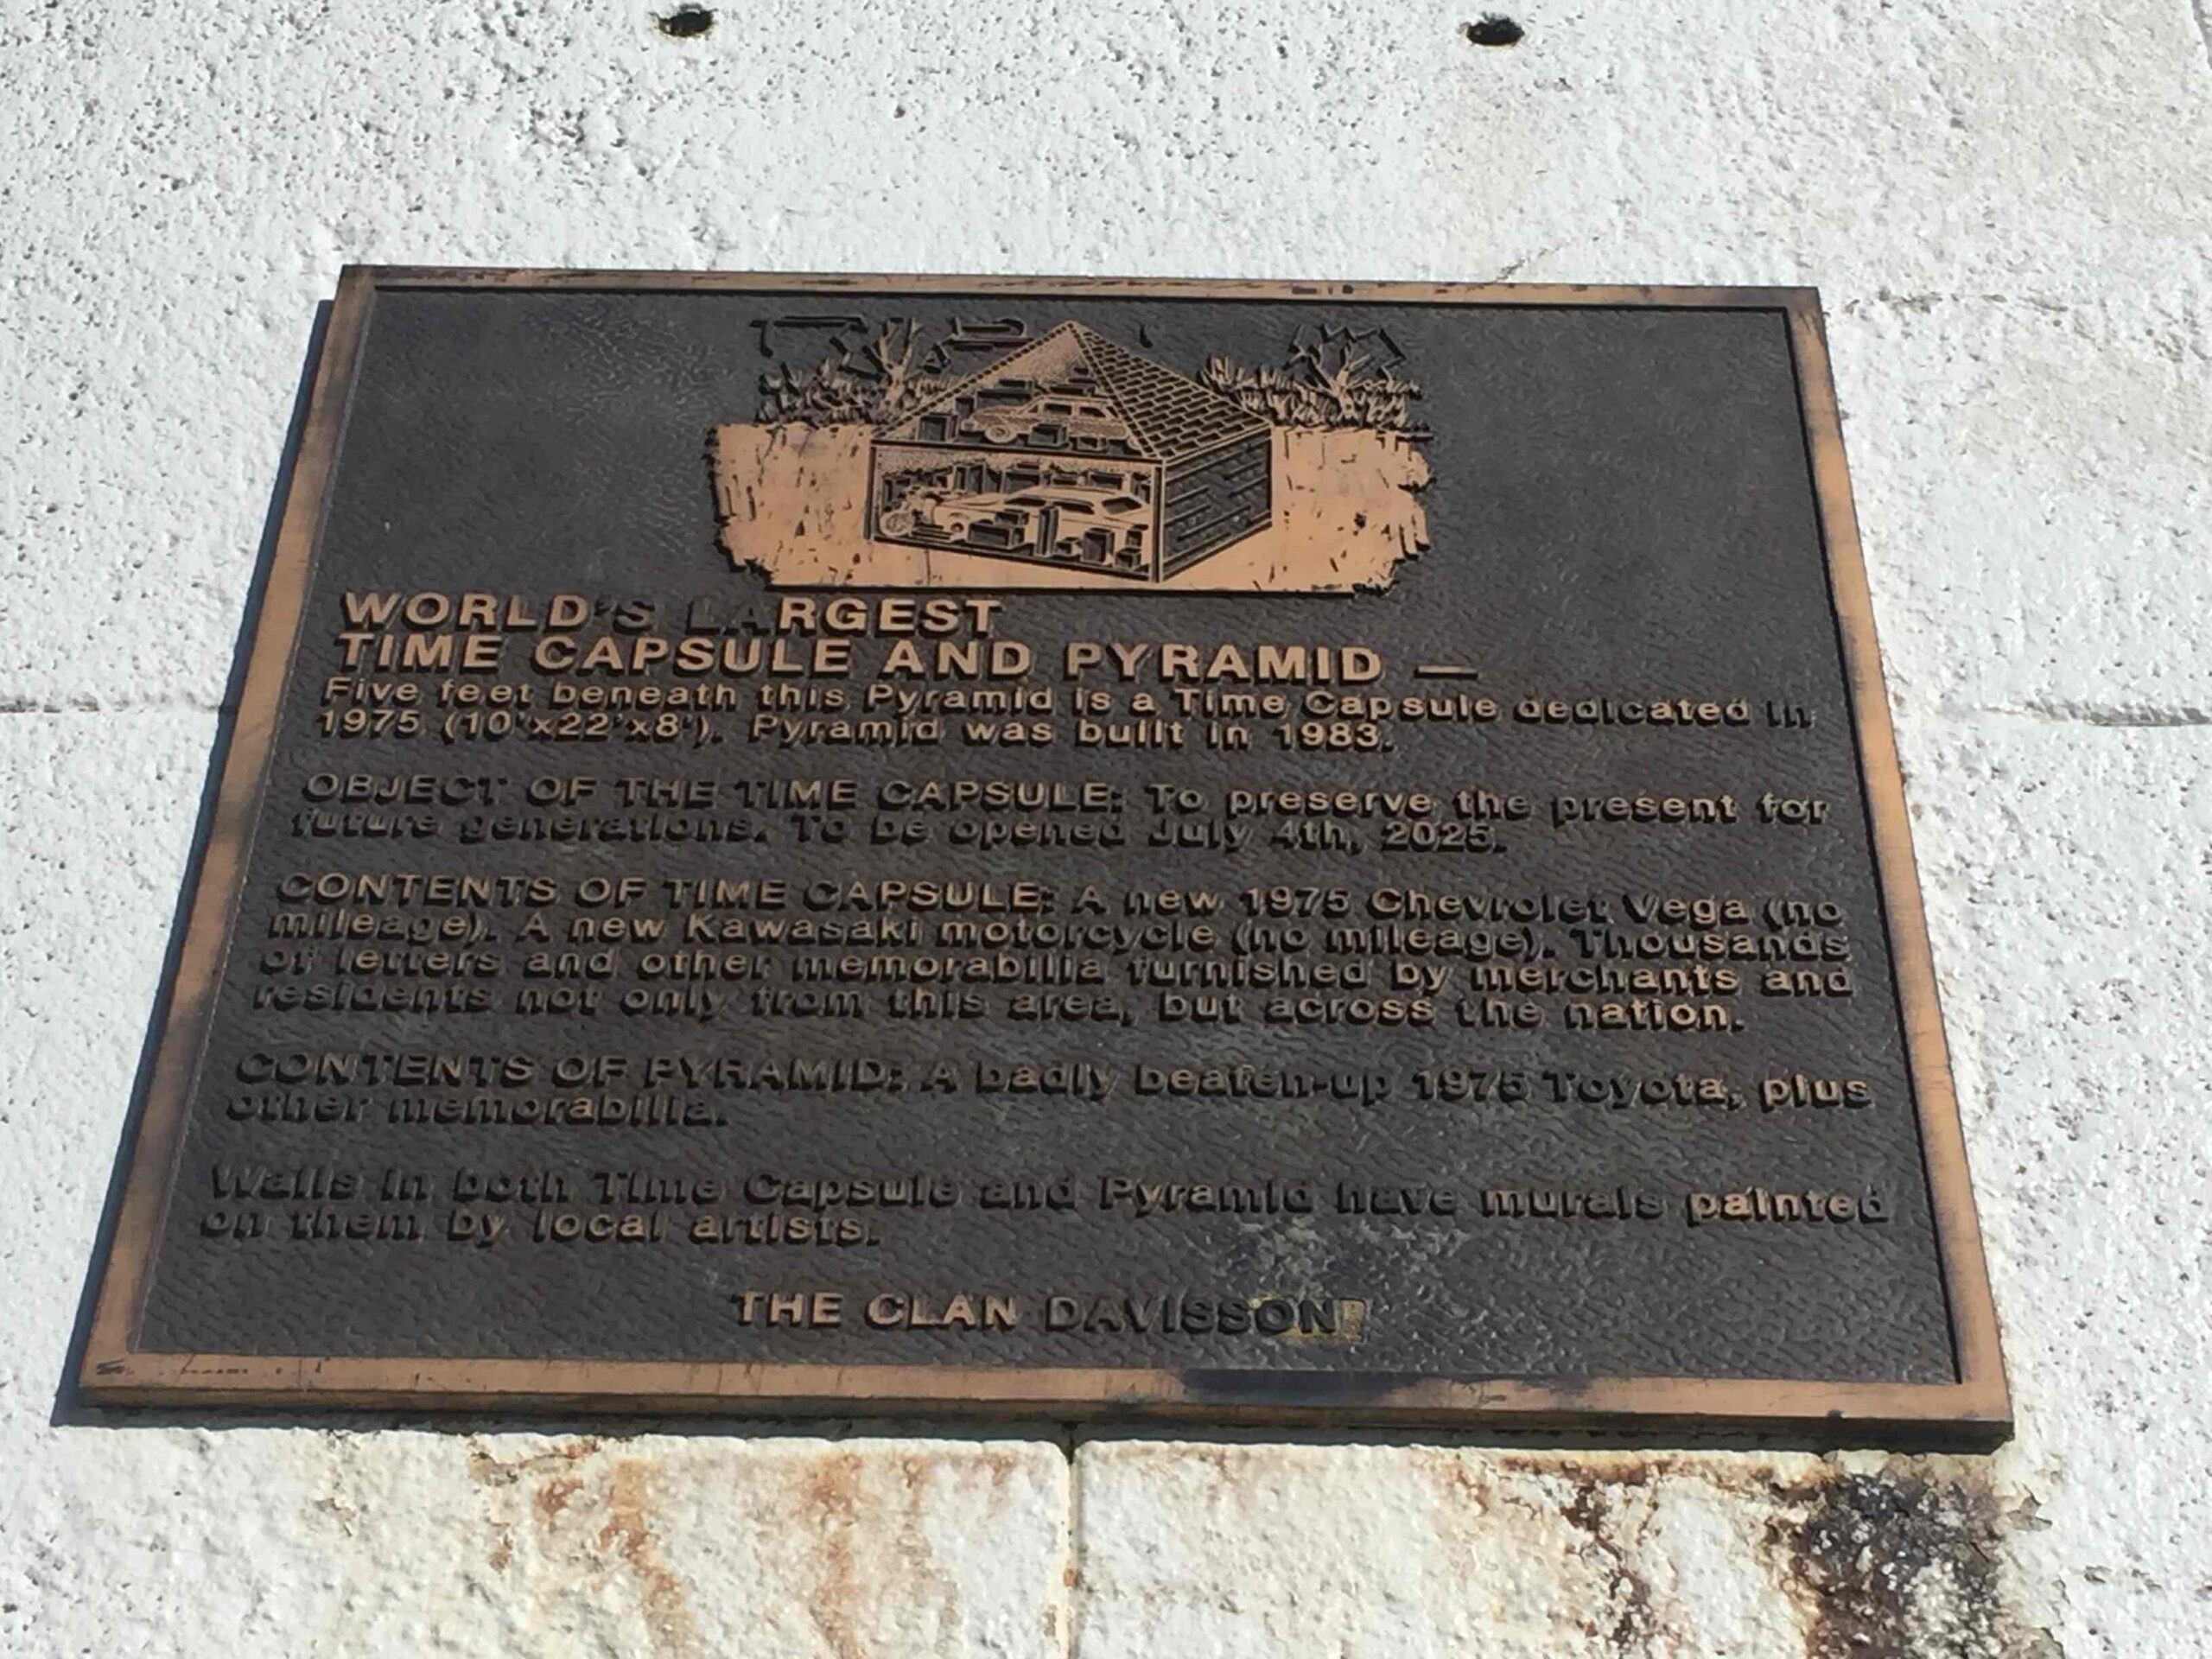 WORLD'S LARGEST
TIME CAPSULE AND PYRAMID —
Five feet beneath this Pyramid is a Time Capsule dedicated in
1975 (10'x22'x8'). Pyramid was built in 1983.
OBJECT OF THE TIME CAPSULE: To preserve the present for
future generations. To be opened July 4th, 2025.
CONTENTS OF TIME CAPSULE: A new 1975 Chevrolet Vega (no
mileage). A new Kawasaki motorcycle (no mileage). Thousands
of letters and other memorabilia furnished by merchants and
residents not only from this area, but across the nation.
CONTENTS OF PYRAMID: A badly beaten-up 1975 Toyota, plus
other memorabilia.
Walls in both Time Capsule and Pyramid have murals painted
on them by local artists.
THE CLAN DAVISSON